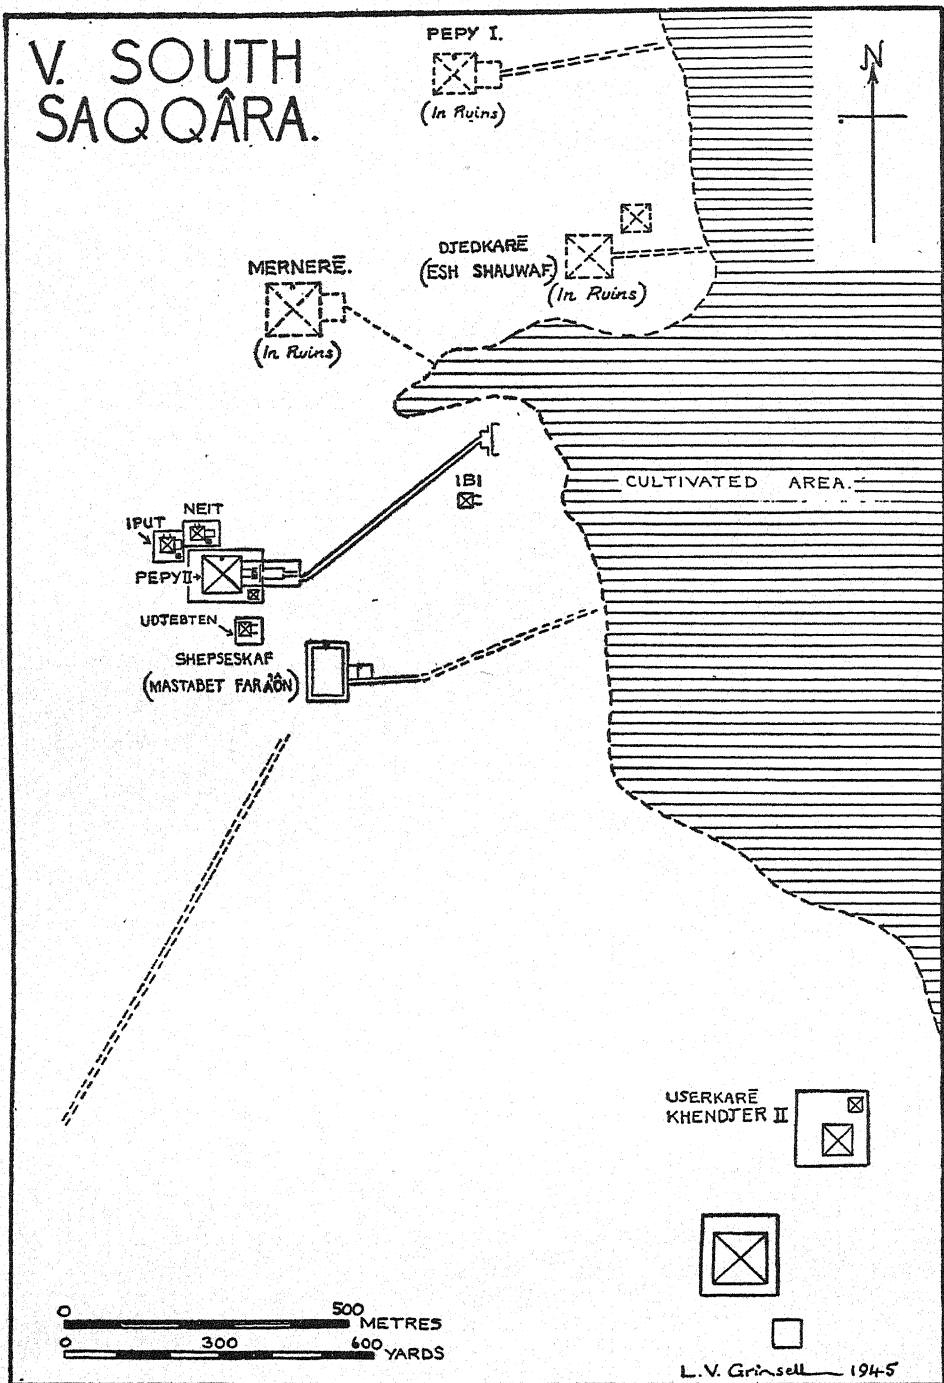 V. SOUTH
SAQQÂRA.
PEPY I.
(In Ruins)
N
DJEDKARĒ
(ESH SHAUWAF)
(In Ruins)
MERNERĒ.
(In Ruins)
CULTIVATED AREA.
IBI
NEIT
IPUT
PEPY II
UDJEBTEN
SHEPSESKAF
(MASTABET FARÂÔN)
USERKARĒ
KHENDJER II
0 500
METRES
0 300 600
YARDS
L.V. Grinsell 1945